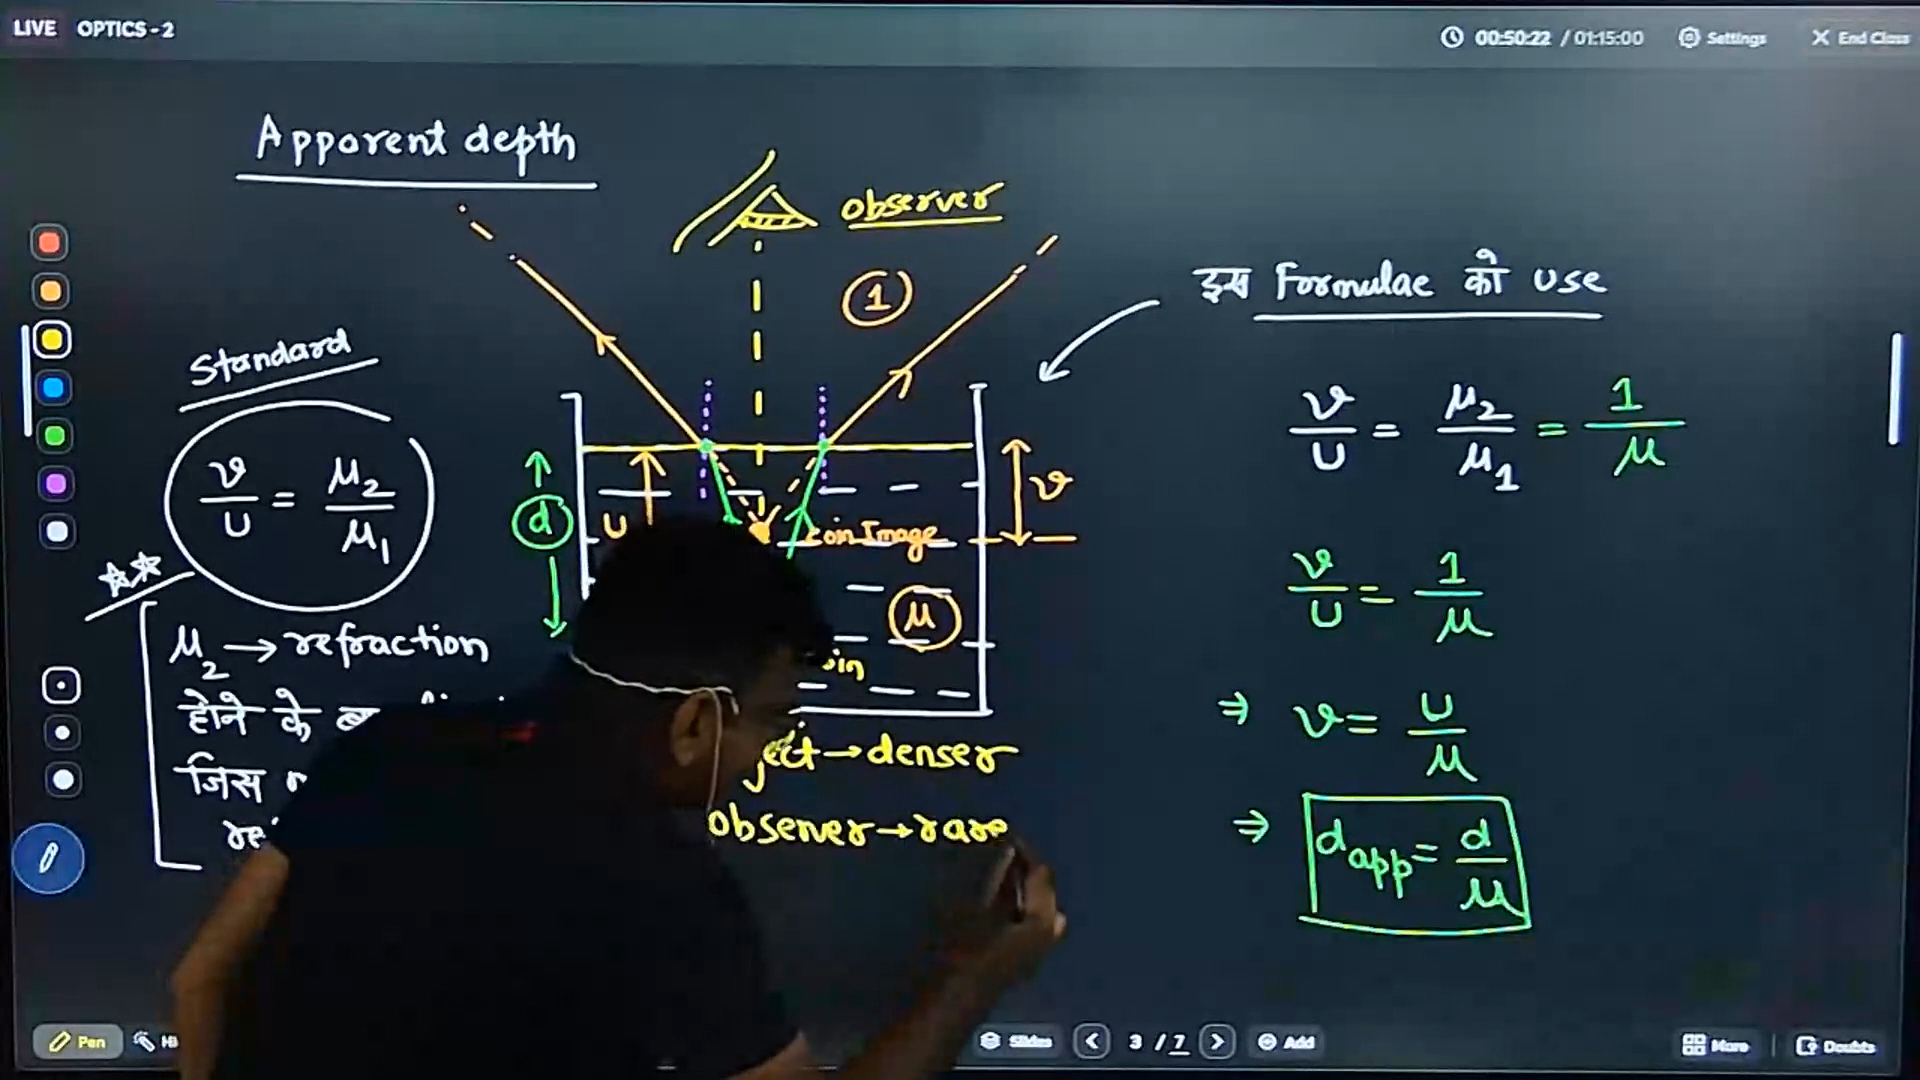 LIVE OPTICS - 2
00:50:22 / 01:15:00 Settings End Class
Apparent depth
observer
1
Standard
v/u = μ2/μ1
μ2 → refraction
होने के
जिस
d
u
v
coin Image
μ
object → denser
observer → rare
इस Formulae को use
v/u = μ2/μ1 = 1/μ
v/u = 1/μ
⇒ v = u/μ
⇒ dapp = d/μ
Pen
Slides 3 / 7 Add
More Doubts